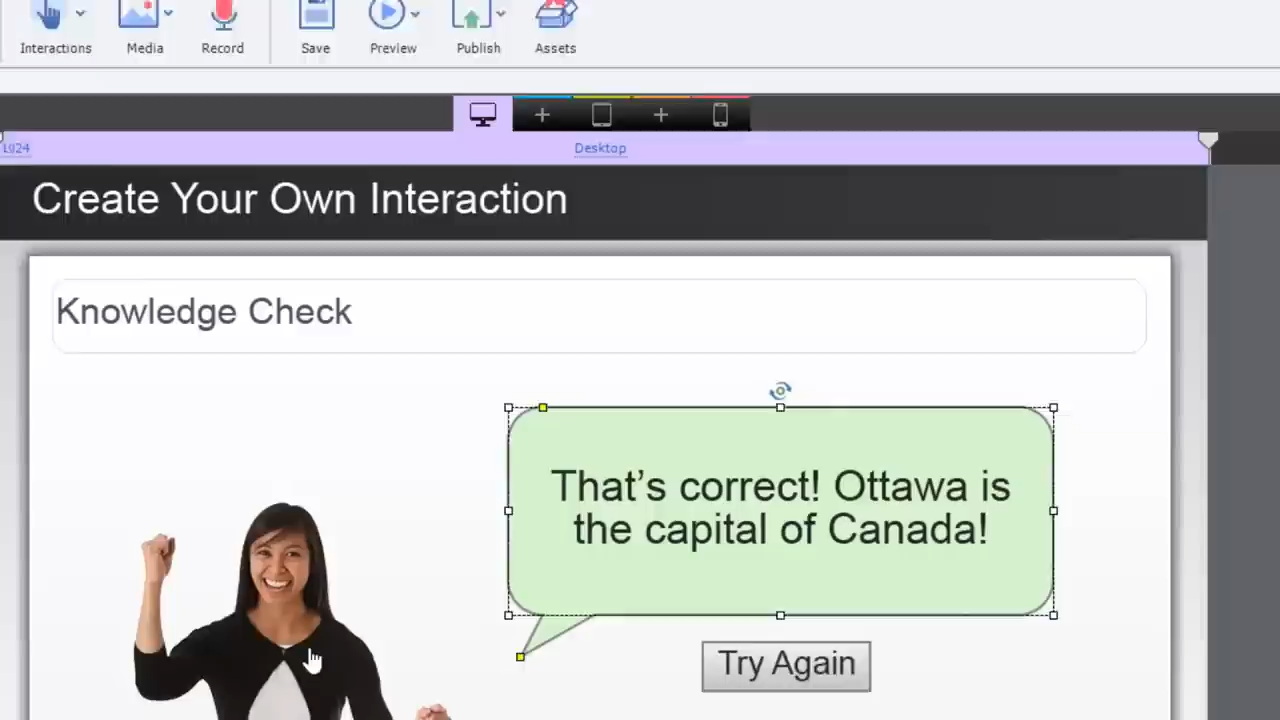 Interactions Media Record Save Preview Publish Assets
Desktop
Create Your Own Interaction
Knowledge Check
That's correct! Ottawa is
the capital of Canada!
Try Again